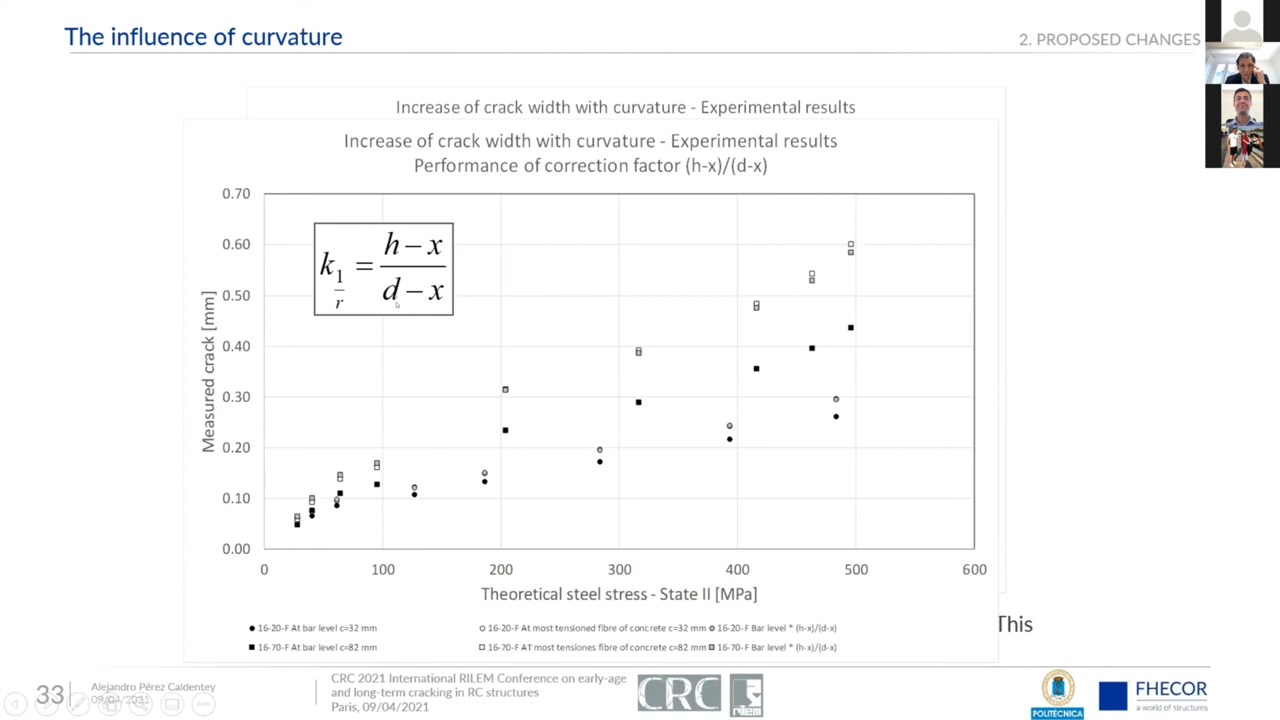 The influence of curvature
2. PROPOSED CHANGES
Increase of crack width with curvature - Experimental results
Increase of crack width with curvature - Experimental results
Performance of correction factor (h-x)/(d-x)
0.70
0.60
0.50
0.40
0.30
0.20
0.10
0.00
Measured crack [mm]
k 1/r = h − x / d − x
0 100 200 300 400 500 600
Theoretical steel stress - State II [MPa]
16-20-F At bar level c=32 mm
16-20-F At most tensioned fibre of concrete c=32 mm
16-20-F Bar level * (h-x)/(d-x)
16-70-F At bar level c=82 mm
16-70-F AT most tensiones fibre of concrete c=82 mm
16-70-F Bar level * (h-x)/(d-x)
This
33
Alejandro Pérez Caldentey
09/04/2031
CRC 2021 International RILEM Conference on early-age
and long-term cracking in RC structures
Paris, 09/04/2021
CRC
rilem
POLITÉCNICA
FHECOR
a world of structures